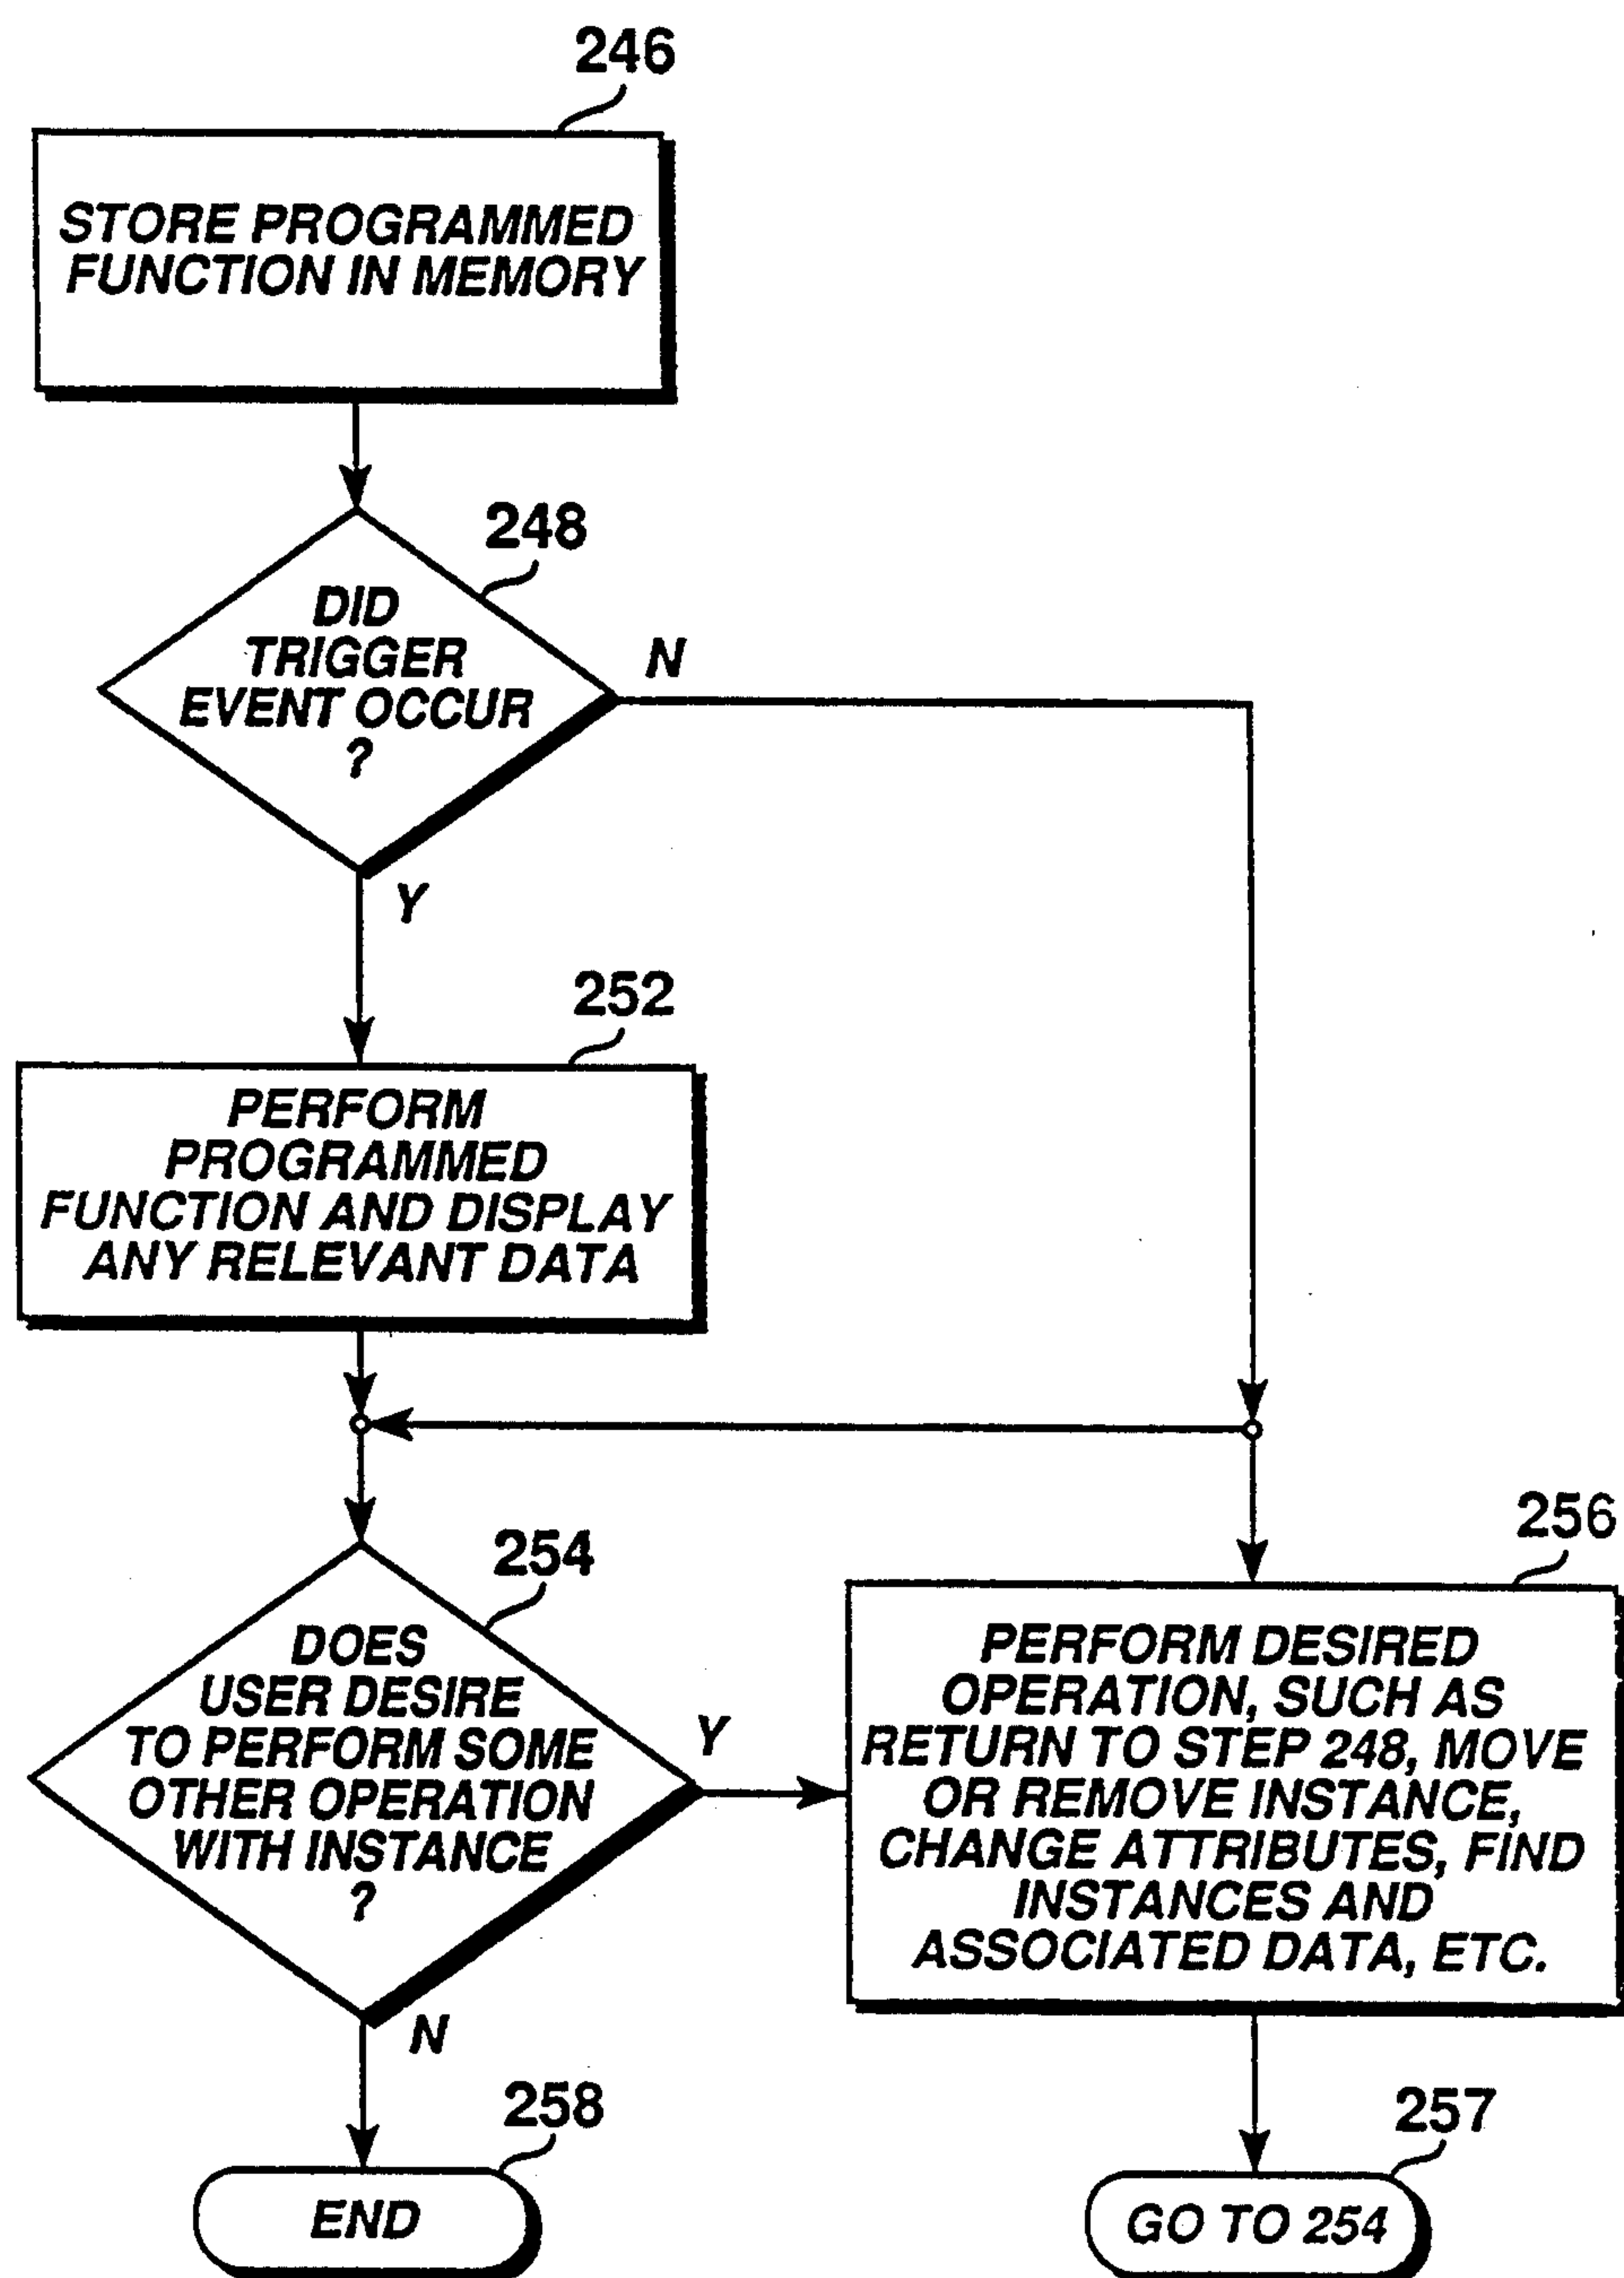 246
STORE PROGRAMMED
FUNCTION IN MEMORY
248
DID
TRIGGER
EVENT OCCUR
?
N
Y
252
PERFORM
PROGRAMMED
FUNCTION AND DISPLAY
ANY RELEVANT DATA
254
DOES
USER DESIRE
TO PERFORM SOME
OTHER OPERATION
WITH INSTANCE
?
Y
N
256
PERFORM DESIRED
OPERATION, SUCH AS
RETURN TO STEP 248, MOVE
OR REMOVE INSTANCE,
CHANGE ATTRIBUTES, FIND
INSTANCES AND
ASSOCIATED DATA, ETC.
258
END
257
GO TO 254